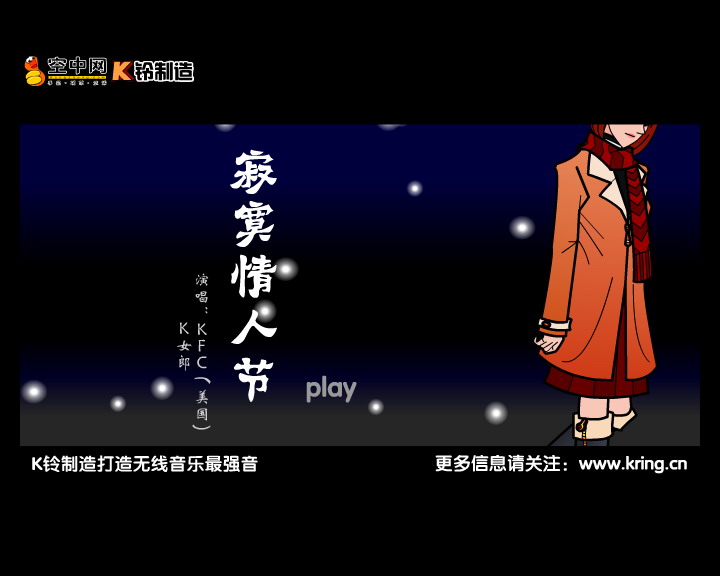 空中网
K铃制造
寂寞情人节
演唱：KFC（美国）
K女郎
play
K铃制造打造无线音乐最强音
更多信息请关注：www.kring.cn